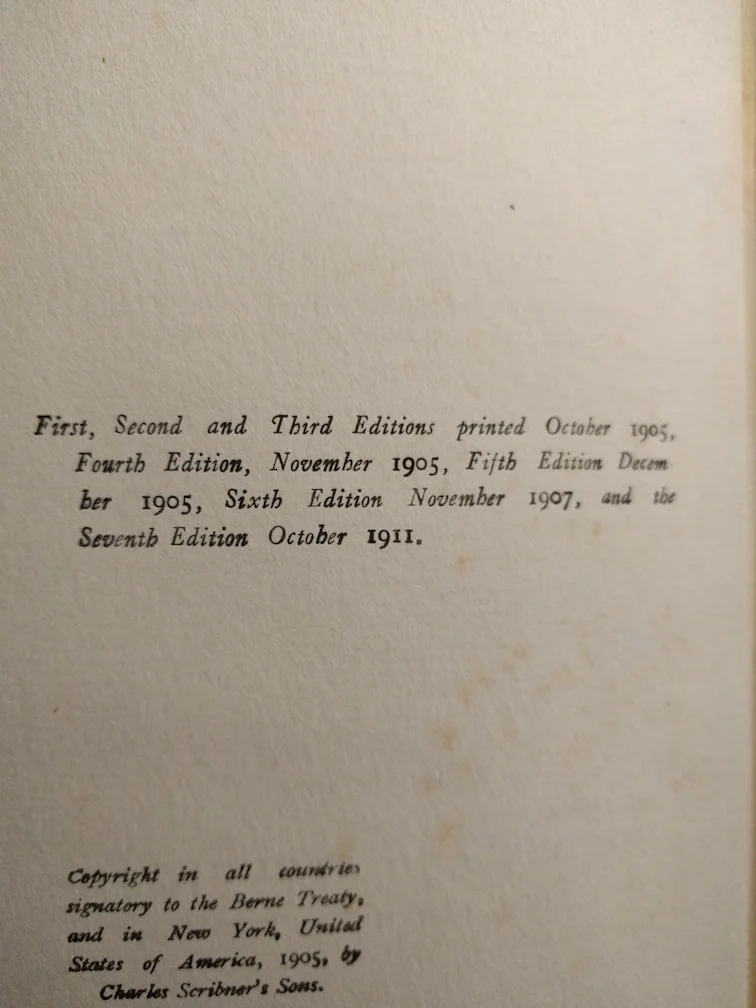 First, Second and Third Editions printed October 1905,
Fourth Edition, November 1905, Fifth Edition Decem
ber 1905, Sixth Edition November 1907, and the
Seventh Edition October 1911.
Copyright in all countries
signatory to the Berne Treaty,
and in New York, United
States of America, 1905, by
Charles Scribner's Sons.